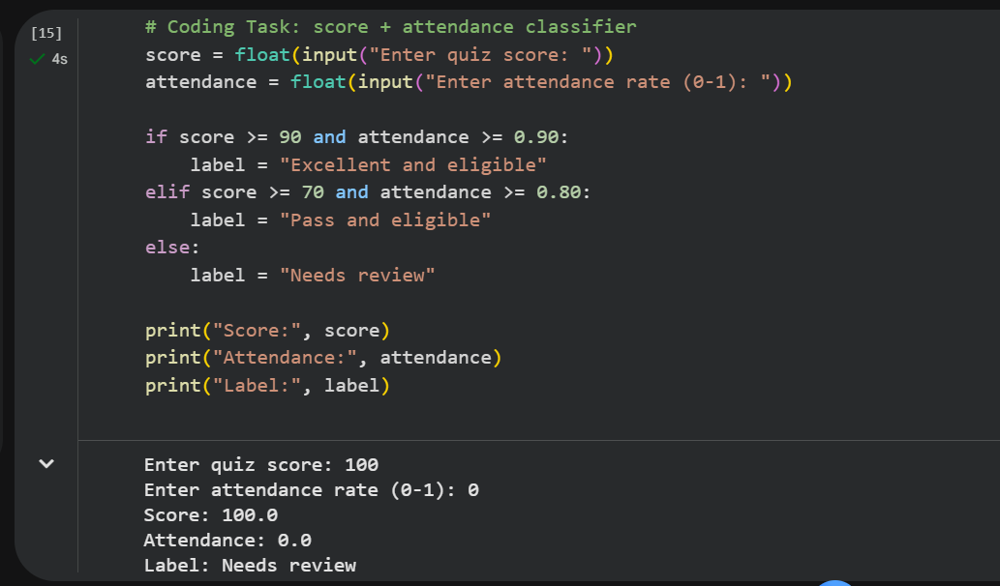 [15]
4s
# Coding Task: score + attendance classifier
score = float(input("Enter quiz score: "))
attendance = float(input("Enter attendance rate (0-1): "))

if score >= 90 and attendance >= 0.90:
    label = "Excellent and eligible"
elif score >= 70 and attendance >= 0.80:
    label = "Pass and eligible"
else:
    label = "Needs review"

print("Score:", score)
print("Attendance:", attendance)
print("Label:", label)

Enter quiz score: 100
Enter attendance rate (0-1): 0
Score: 100.0
Attendance: 0.0
Label: Needs review